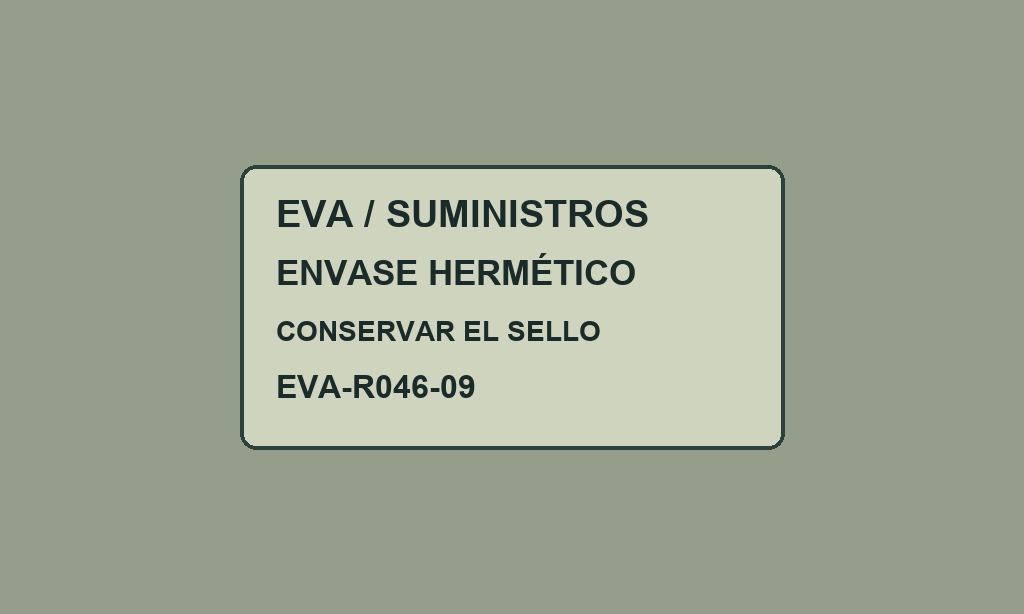 EVA / SUMINISTROS
ENVASE HERMÉTICO
CONSERVAR EL SELLO
EVA-R046-09